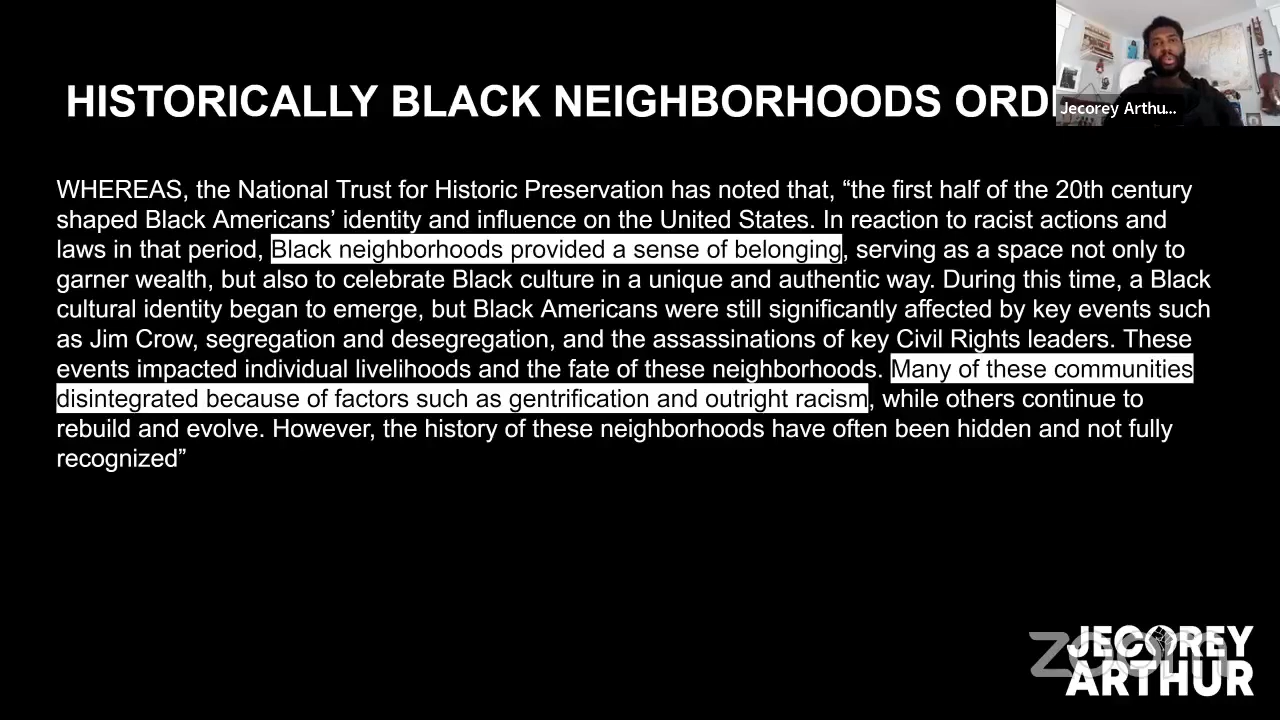 HISTORICALLY BLACK NEIGHBORHOODS ORD
Jecorey Arthu...
WHEREAS, the National Trust for Historic Preservation has noted that, “the first half of the 20th century
shaped Black Americans’ identity and influence on the United States. In reaction to racist actions and
laws in that period, Black neighborhoods provided a sense of belonging, serving as a space not only to
garner wealth, but also to celebrate Black culture in a unique and authentic way. During this time, a Black
cultural identity began to emerge, but Black Americans were still significantly affected by key events such
as Jim Crow, segregation and desegregation, and the assassinations of key Civil Rights leaders. These
events impacted individual livelihoods and the fate of these neighborhoods. Many of these communities
disintegrated because of factors such as gentrification and outright racism, while others continue to
rebuild and evolve. However, the history of these neighborhoods have often been hidden and not fully
recognized”
JECOREY
zoom
ARTHUR